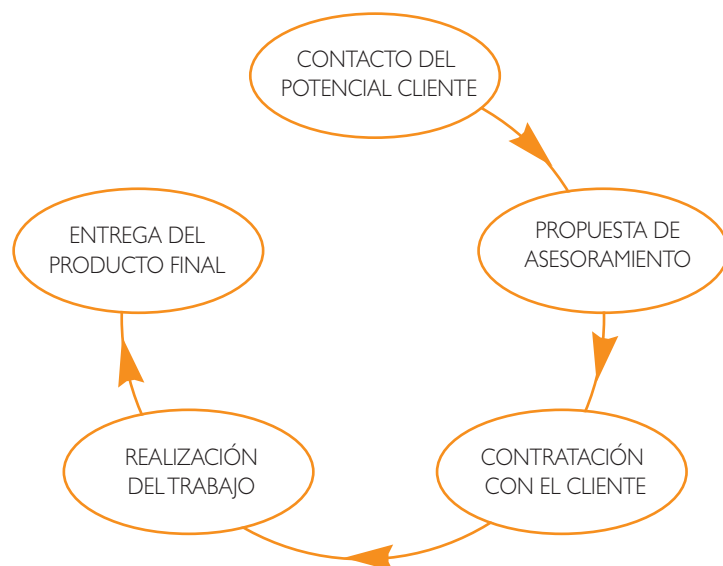 CONTACTO DEL
POTENCIAL CLIENTE
PROPUESTA DE
ASESORAMIENTO
CONTRATACIÓN
CON EL CLIENTE
REALIZACIÓN
DEL TRABAJO
ENTREGA DEL
PRODUCTO FINAL